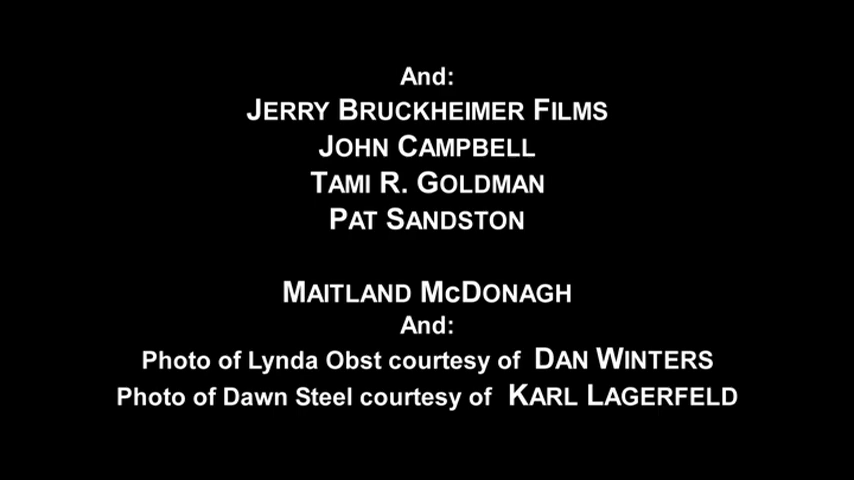 And:
JERRY BRUCKHEIMER FILMS
JOHN CAMPBELL
TAMI R. GOLDMAN
PAT SANDSTON
MAITLAND McDONAGH
And:
Photo of Lynda Obst courtesy of DAN WINTERS
Photo of Dawn Steel courtesy of KARL LAGERFELD